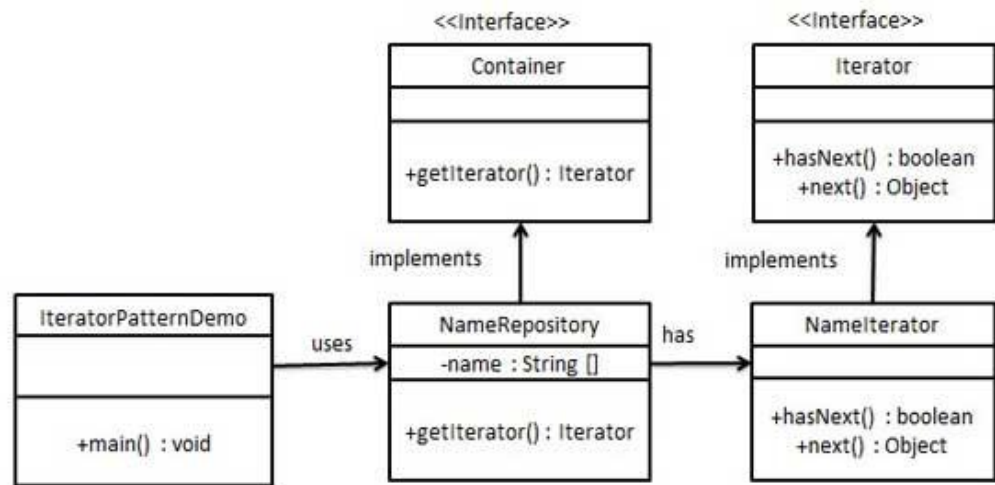 <<Interface>>
Container
+getIterator() : Iterator
<<Interface>>
Iterator
+hasNext() : boolean
+next() : Object
implements
implements
IteratorPatternDemo
+main() : void
uses
NameRepository
-name : String []
+getIterator() : Iterator
has
NameIterator
+hasNext() : boolean
+next() : Object